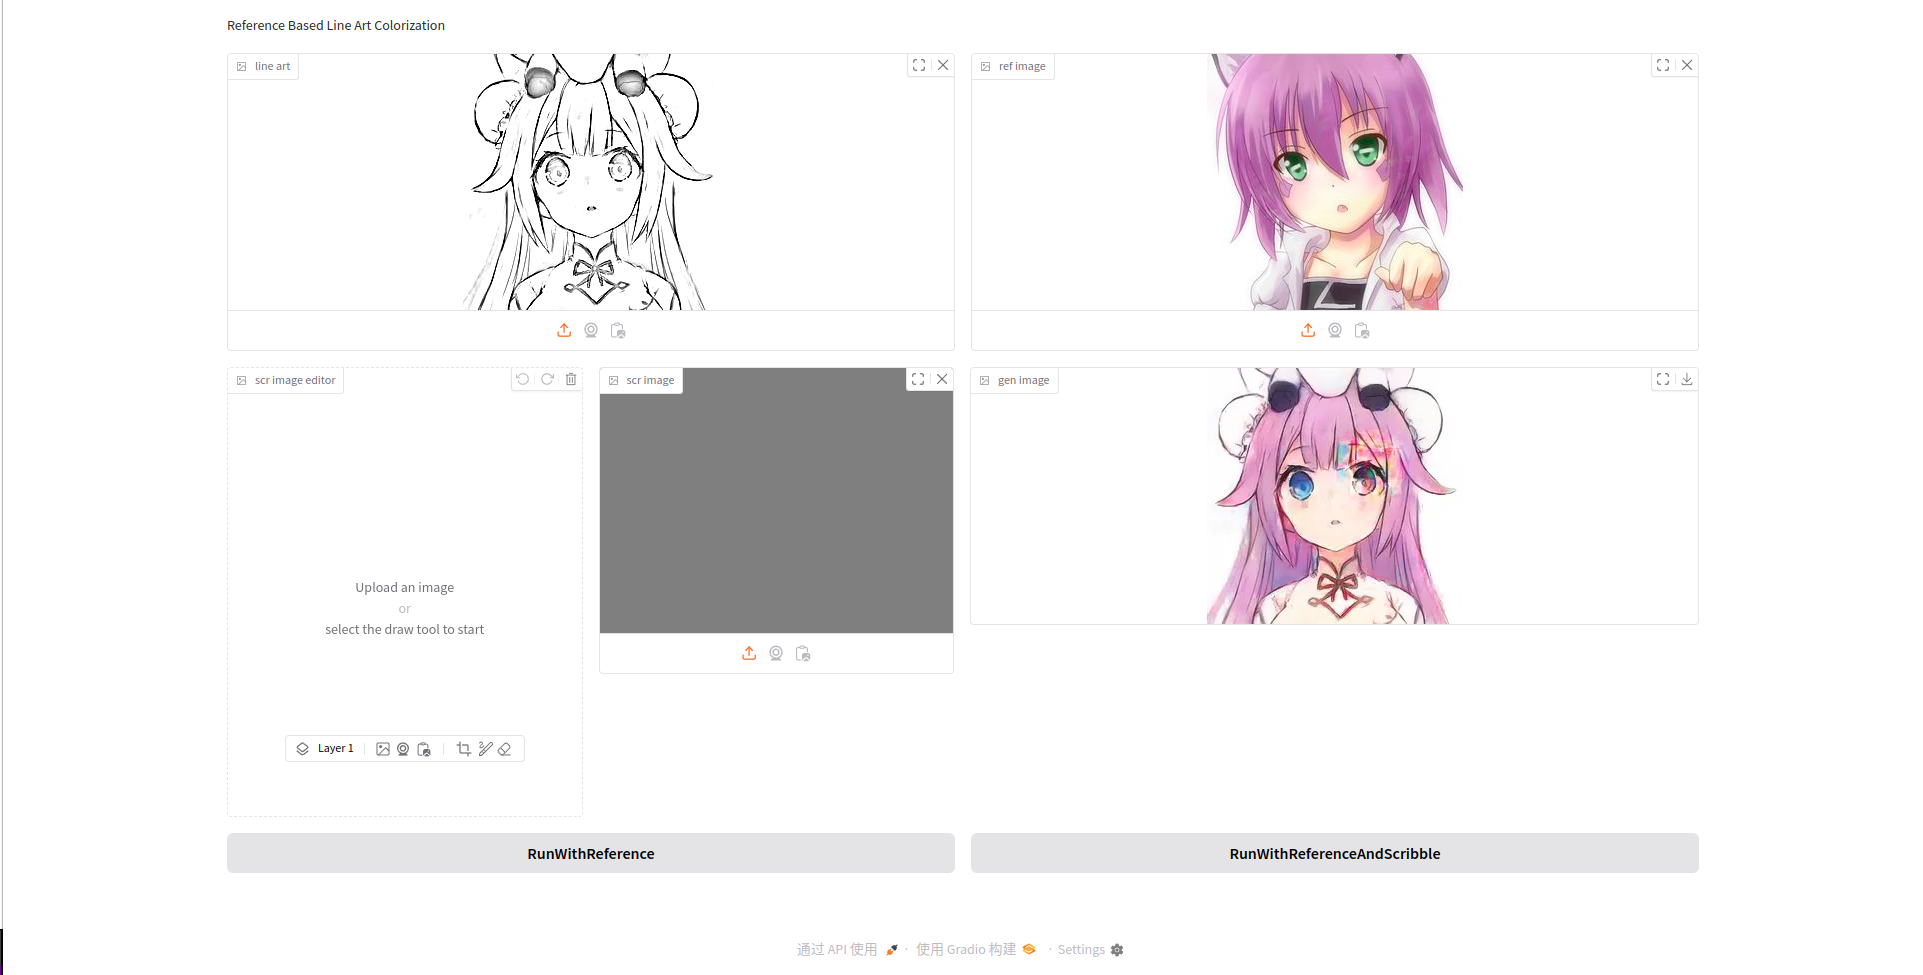 Reference Based Line Art Colorization
line art
ref image
scr image editor
scr image
gen image
Upload an image
or
select the draw tool to start
Layer 1
RunWithReference
RunWithReferenceAndScribble
通过 API 使用 · 使用 Gradio 构建 · Settings